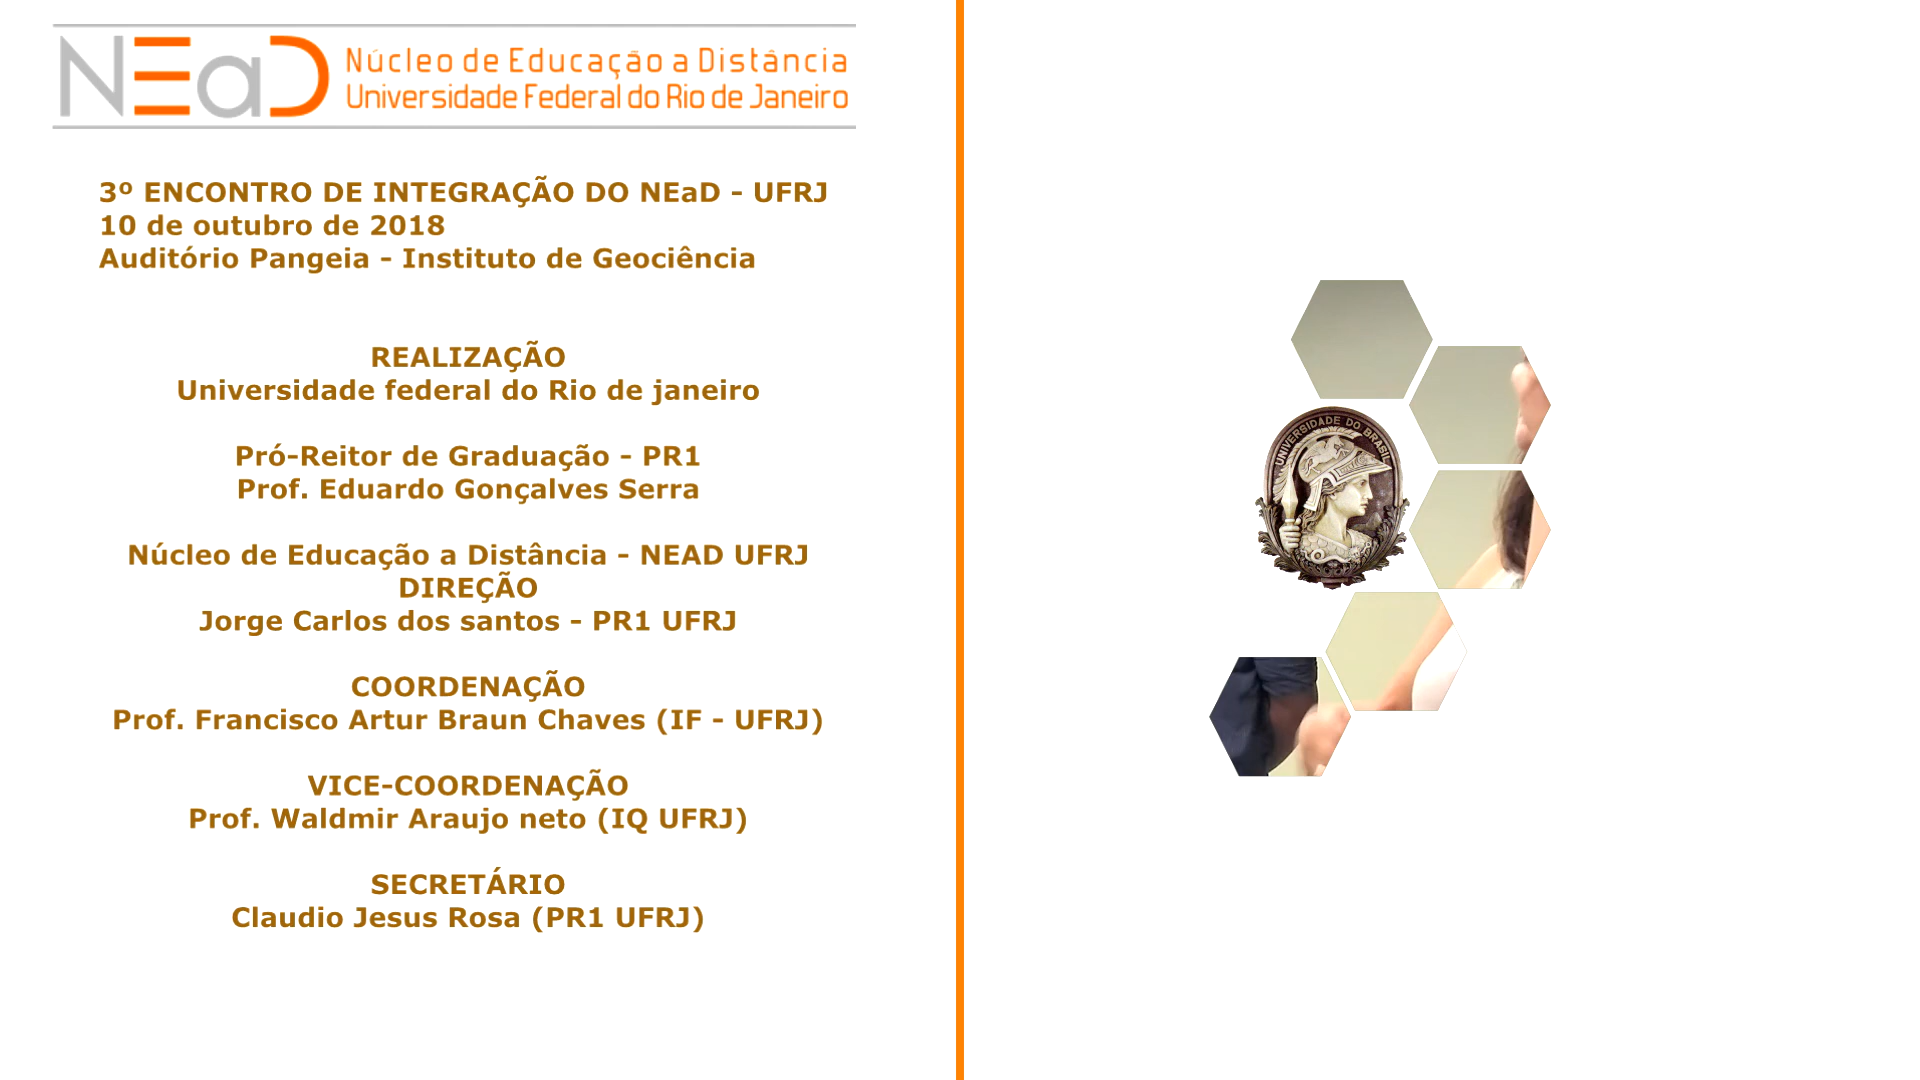 NEaD
Núcleo de Educação a Distância
Universidade Federal do Rio de Janeiro
3º ENCONTRO DE INTEGRAÇÃO DO NEaD - UFRJ
10 de outubro de 2018
Auditório Pangeia - Instituto de Geociência
REALIZAÇÃO
Universidade federal do Rio de janeiro
Pró-Reitor de Graduação - PR1
Prof. Eduardo Gonçalves Serra
Núcleo de Educação a Distância - NEAD UFRJ
DIREÇÃO
Jorge Carlos dos santos - PR1 UFRJ
COORDENAÇÃO
Prof. Francisco Artur Braun Chaves (IF - UFRJ)
VICE-COORDENAÇÃO
Prof. Waldmir Araujo neto (IQ UFRJ)
SECRETÁRIO
Claudio Jesus Rosa (PR1 UFRJ)
UNIVERSIDADE DO BRASIL